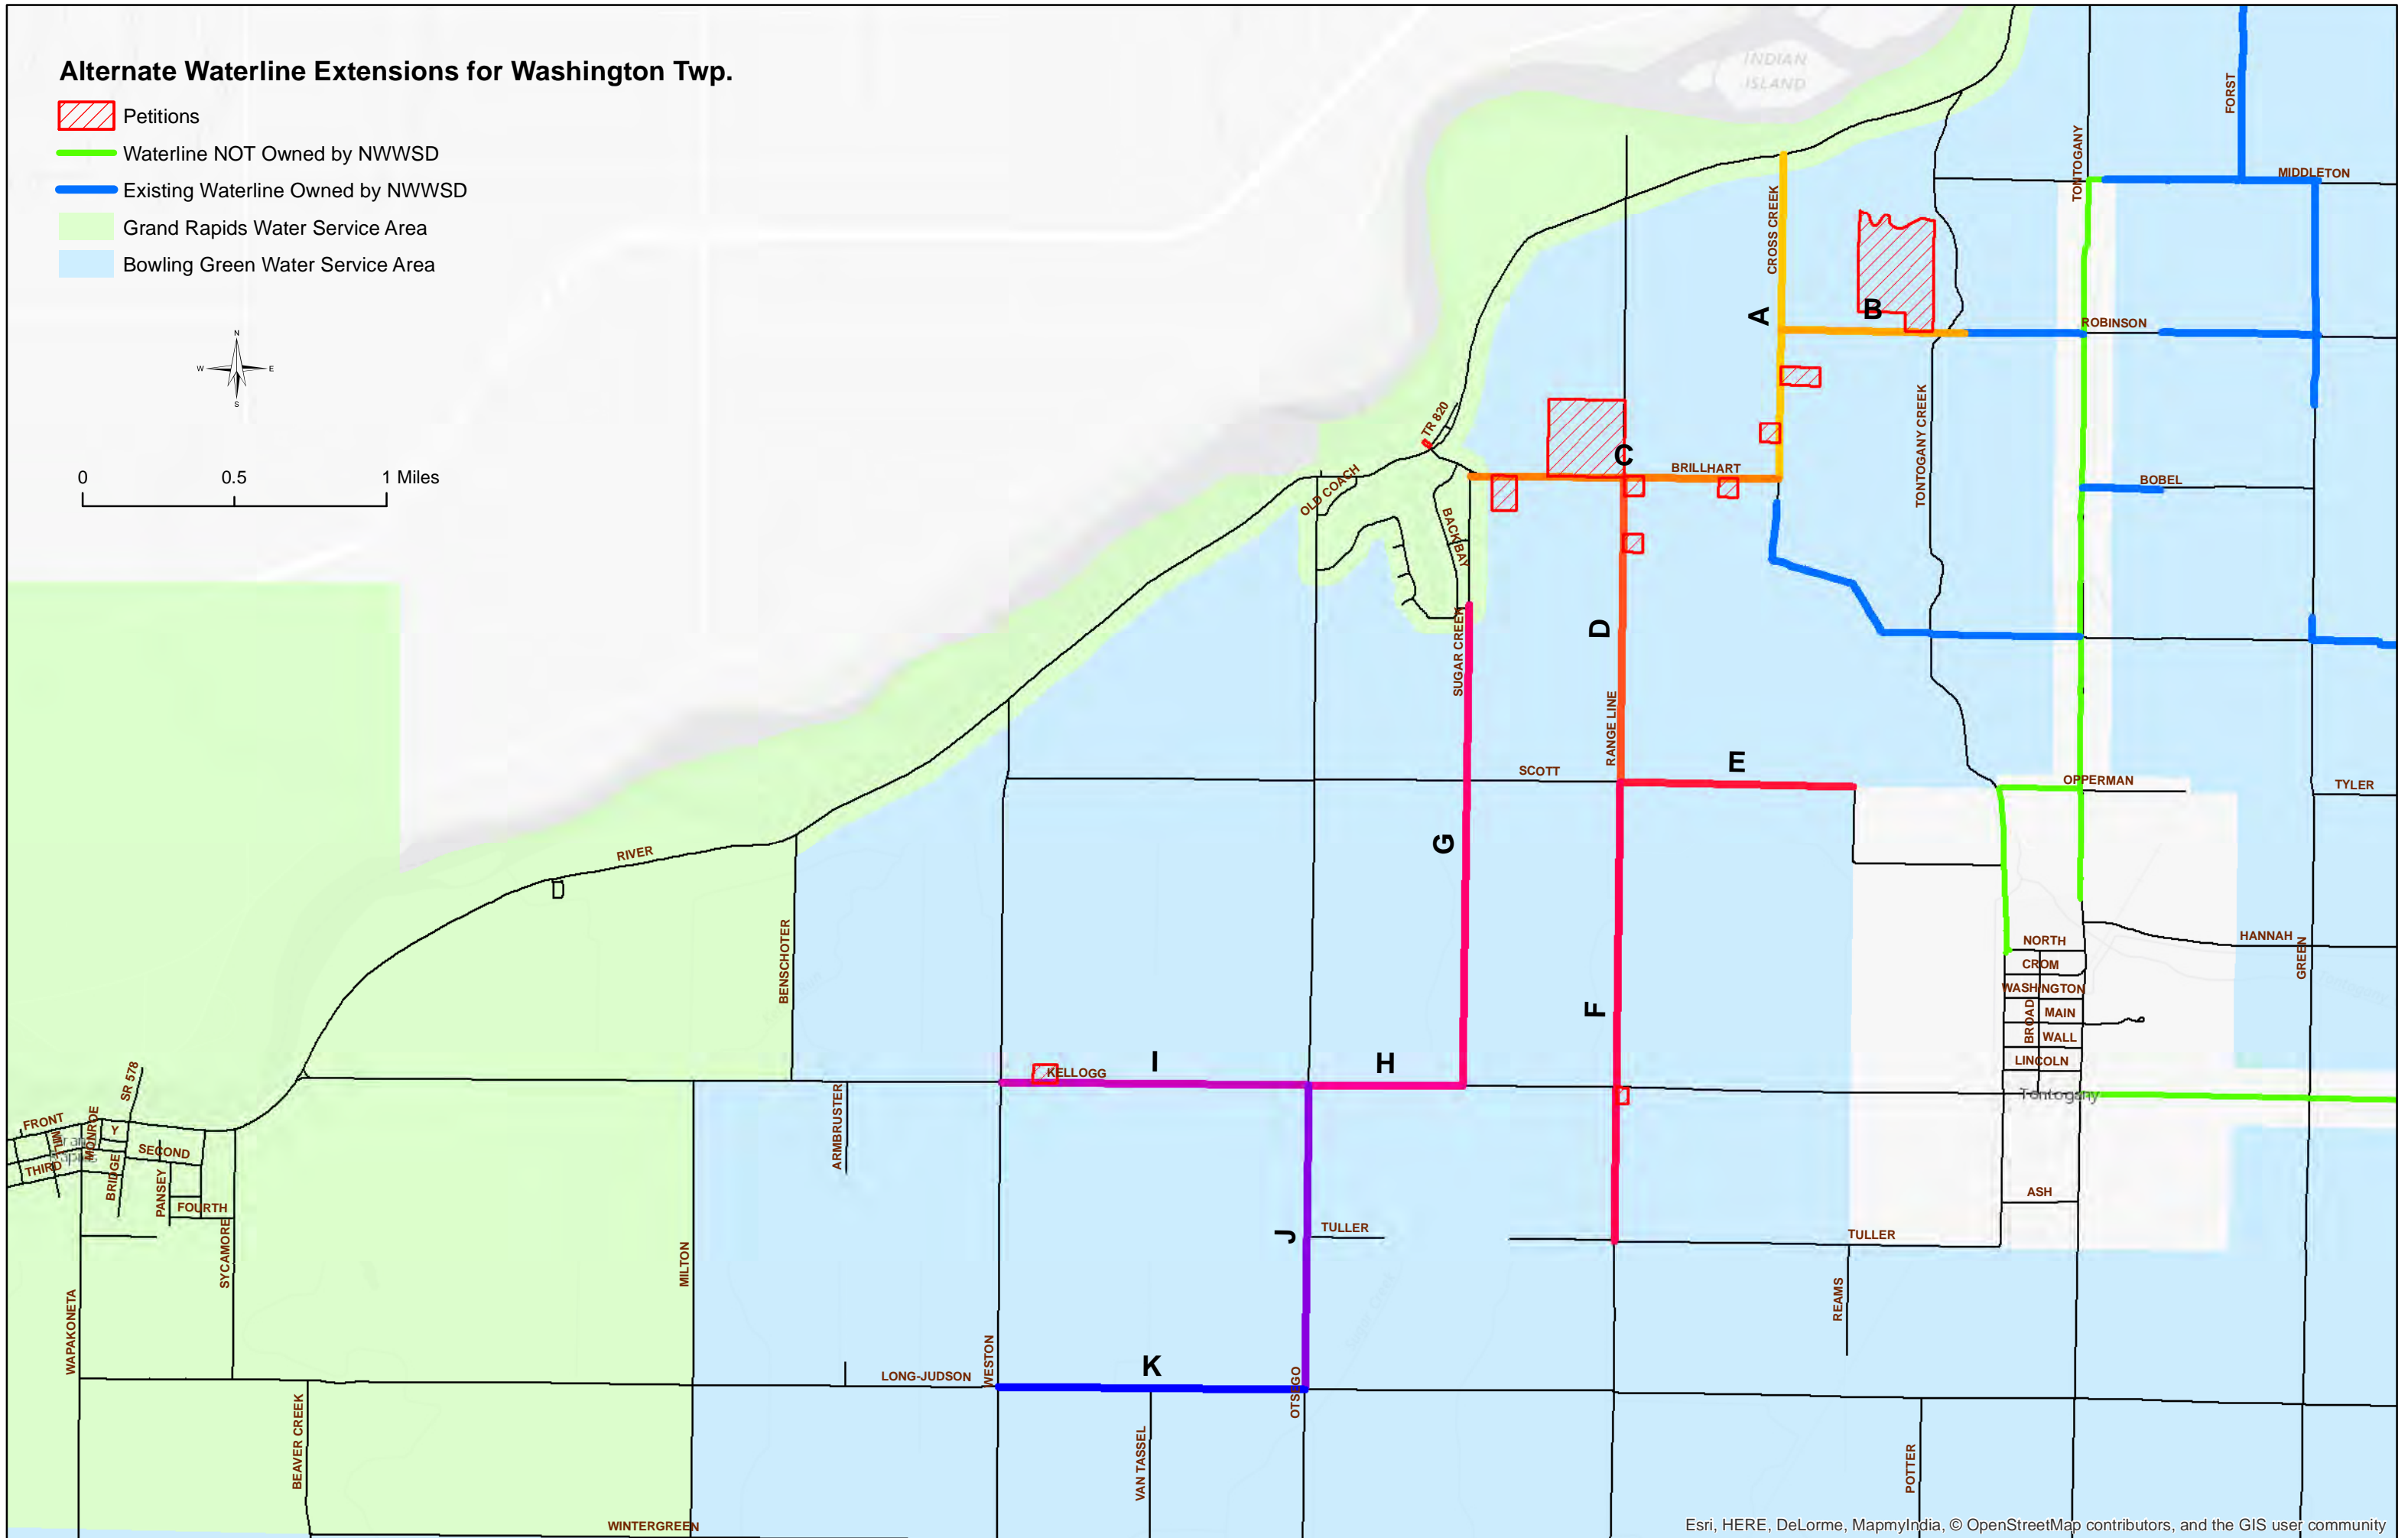 Alternate Waterline Extensions for Washington Twp.
Petitions
Waterline NOT Owned by NWWSD
Existing Waterline Owned by NWWSD
Grand Rapids Water Service Area
Bowling Green Water Service Area
N
W E
S
0 0.5 1 Miles
INDIAN
ISLAND
FORST
TONTOGANY
MIDDLETON
CROSS CREEK
A
B
ROBINSON
TONTOGANY CREEK
TR 820
OLD COACH
C
BRILLHART
BOBEL
BACK BAY
SUGAR CREEK
D
RANGE LINE
SCOTT
E
OPPERMAN
TYLER
G
RIVER
BENSCHOTER
F
NORTH
HANNAH
GREEN
CROM
WASHINGTON
BROAD
MAIN
WALL
LINCOLN
Tontogany
I
H
KELLOGG
SR 578
FRONT
MILL
MONROE
Y
SECOND
THIRD
BRIDGE
PANSEY
FOURTH
SYCAMORE
ARMBRUSTER
MILTON
J
TULLER
TULLER
ASH
REAMS
WAPAKONETA
K
LONG-JUDSON
WESTON
OTSEGO
Sugar Creek
BEAVER CREEK
VAN TASSEL
POTTER
WINTERGREEN
Esri, HERE, DeLorme, MapmyIndia, © OpenStreetMap contributors, and the GIS user community